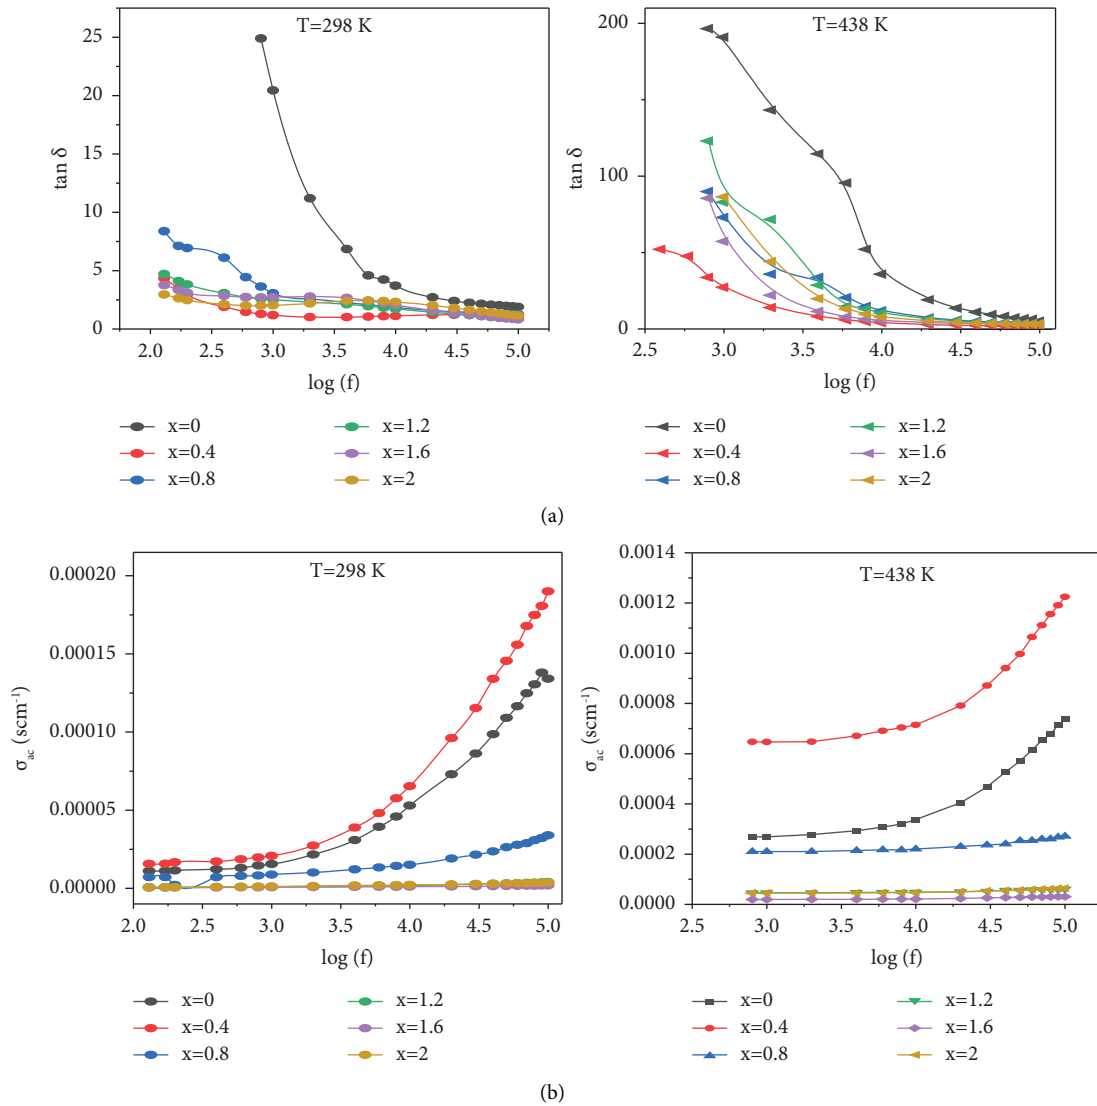 T=298 K
25
20
15
10
5
0
tan δ
2.0 2.5 3.0 3.5 4.0 4.5 5.0
log (f)
x=0 x=1.2
x=0.4 x=1.6
x=0.8 x=2
T=438 K
200
100
0
tan δ
2.5 3.0 3.5 4.0 4.5 5.0
log (f)
x=0 x=1.2
x=0.4 x=1.6
x=0.8 x=2
(a)
T=298 K
0.00020
0.00015
0.00010
0.00005
0.00000
σac (scm⁻¹)
2.0 2.5 3.0 3.5 4.0 4.5 5.0
log (f)
x=0 x=1.2
x=0.4 x=1.6
x=0.8 x=2
T=438 K
0.0014
0.0012
0.0010
0.0008
0.0006
0.0004
0.0002
0.0000
σac (scm⁻¹)
3.0 3.5 4.0 4.5 5.0
log (f)
x=0 x=1.2
x=0.4 x=1.6
x=0.8 x=2
(b)